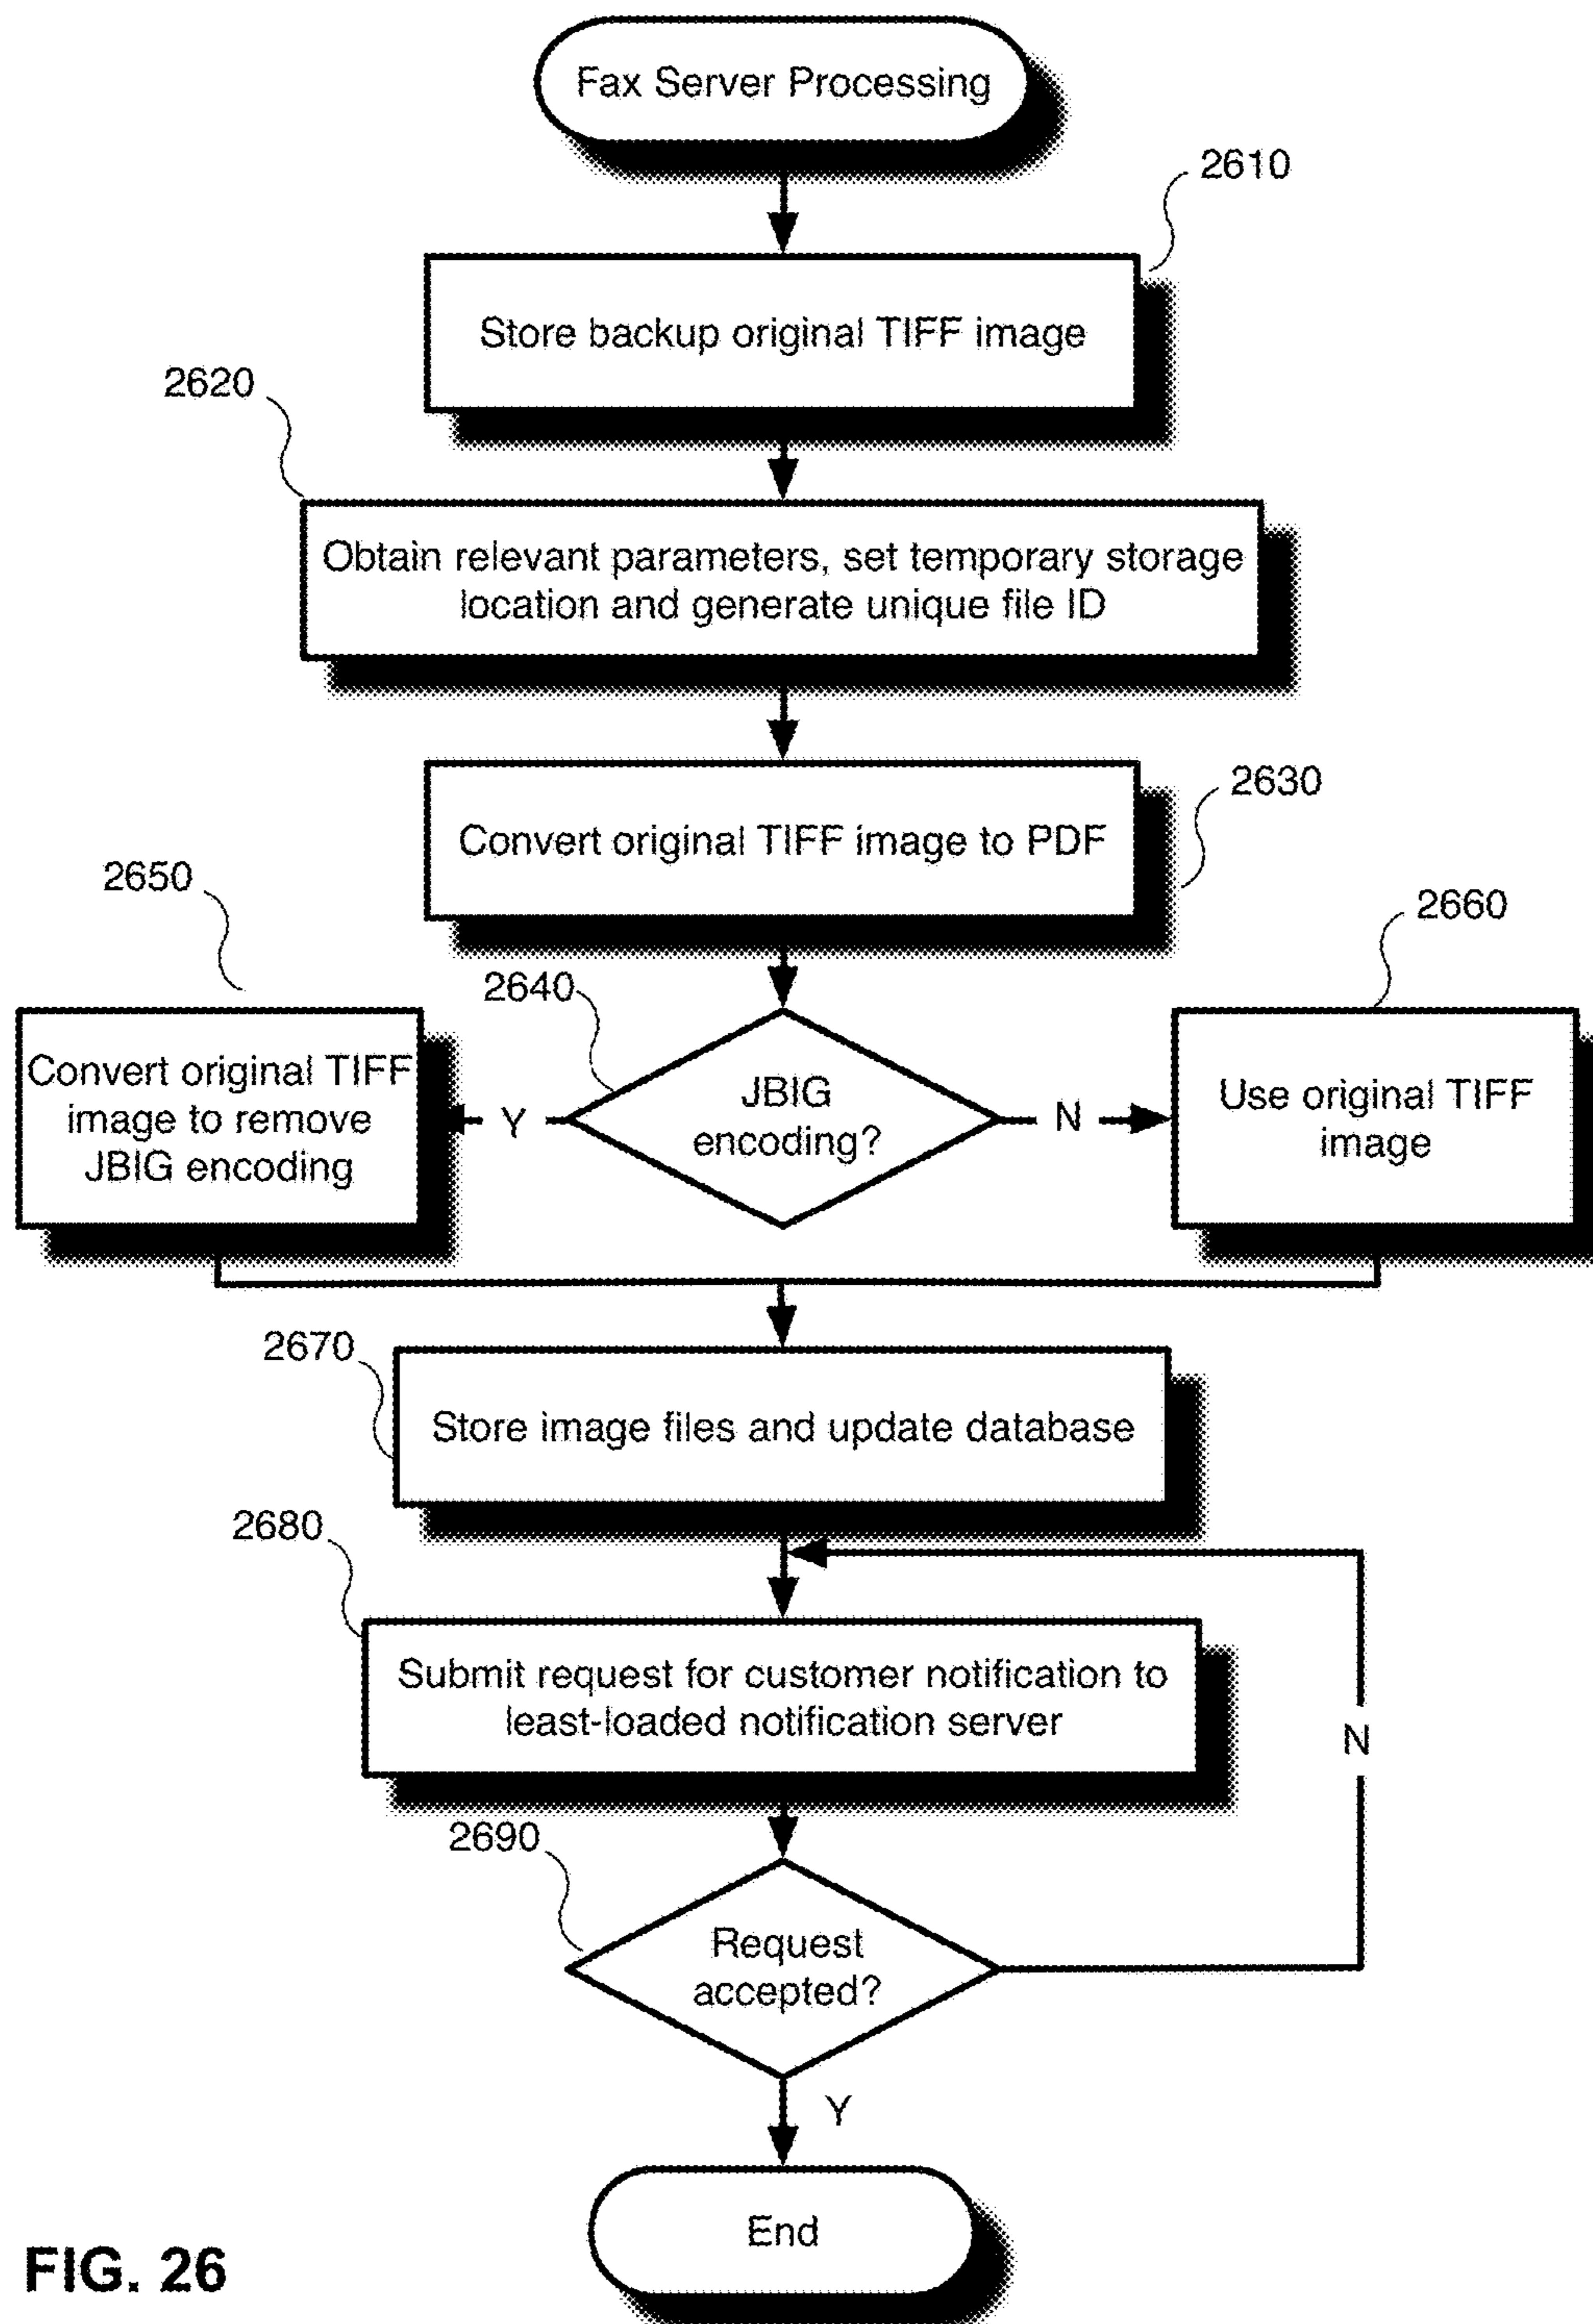 Fax Server Processing
2610
Store backup original TIFF image
2620
Obtain relevant parameters, set temporary storage
location and generate unique file ID
2630
Convert original TIFF image to PDF
2650
2660
2640
Convert original TIFF
image to remove
JBIG encoding
Y
JBIG
encoding?
N
Use original TIFF
image
2670
Store image files and update database
2680
Submit request for customer notification to
least-loaded notification server
N
2690
Request
accepted?
Y
End
FIG. 26